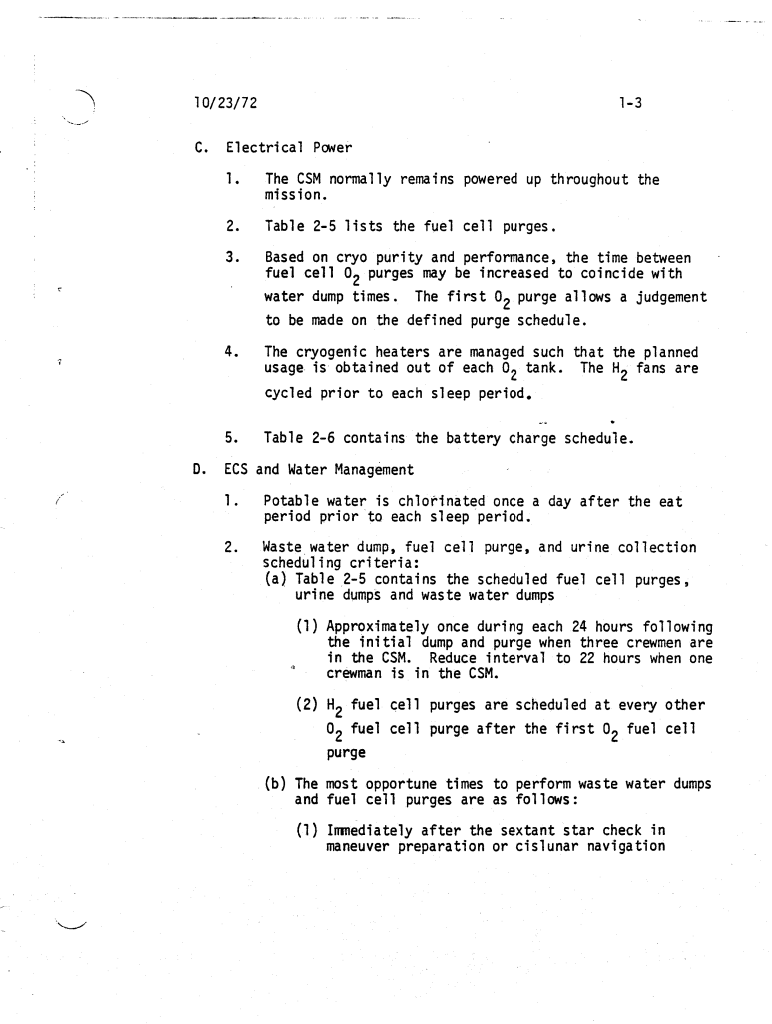 10/23/72 1-3
C. Electrical Power
1. The CSM normally remains powered up throughout the
mission.
2. Table 2-5 lists the fuel cell purges.
3. Based on cryo purity and performance, the time between
fuel cell O2 purges may be increased to coincide with
water dump times. The first O2 purge allows a judgement
to be made on the defined purge schedule.
4. The cryogenic heaters are managed such that the planned
usage is obtained out of each O2 tank. The H2 fans are
cycled prior to each sleep period.
5. Table 2-6 contains the battery charge schedule.
D. ECS and Water Management
1. Potable water is chlorinated once a day after the eat
period prior to each sleep period.
2. Waste water dump, fuel cell purge, and urine collection
scheduling criteria:
(a) Table 2-5 contains the scheduled fuel cell purges,
urine dumps and waste water dumps
(1) Approximately once during each 24 hours following
the initial dump and purge when three crewmen are
in the CSM. Reduce interval to 22 hours when one
crewman is in the CSM.
(2) H2 fuel cell purges are scheduled at every other
O2 fuel cell purge after the first O2 fuel cell
purge
(b) The most opportune times to perform waste water dumps
and fuel cell purges are as follows:
(1) Immediately after the sextant star check in
maneuver preparation or cislunar navigation